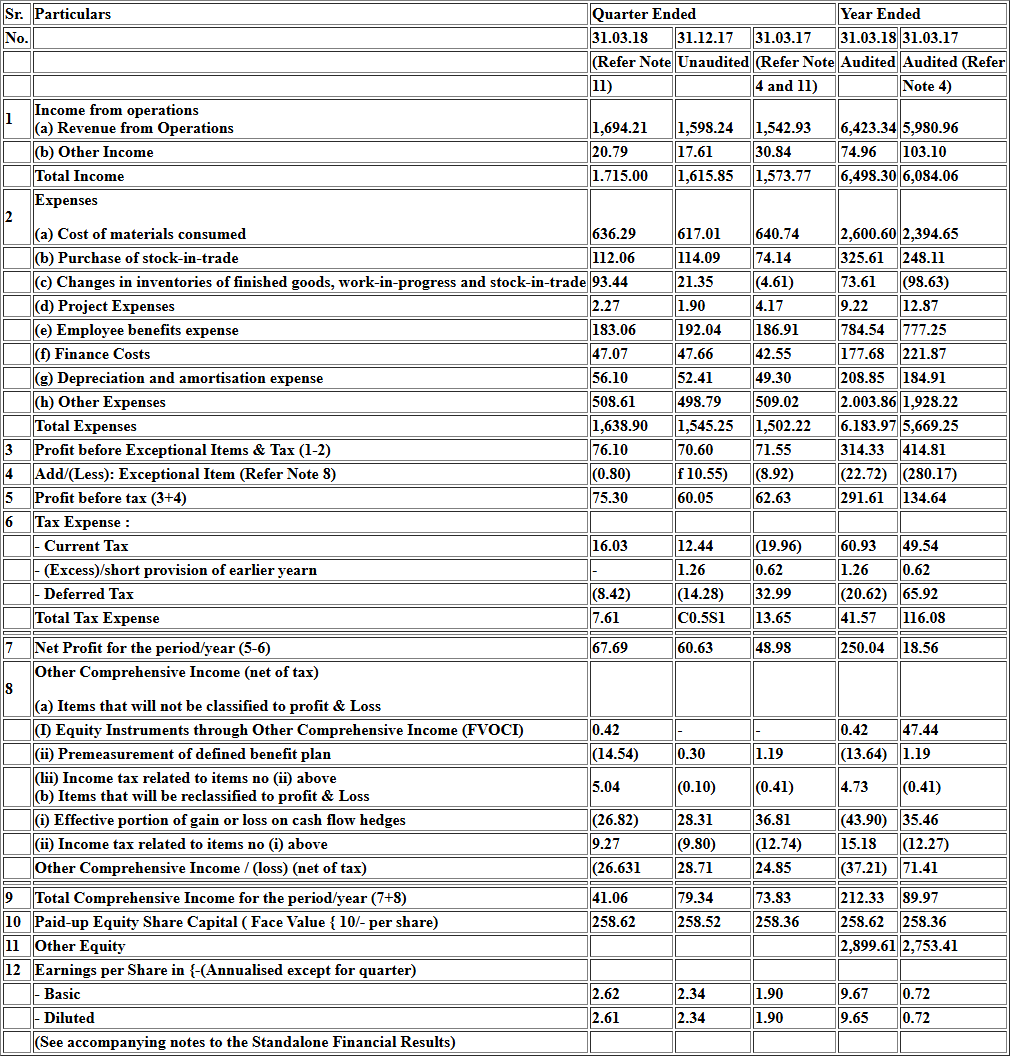 Sr. Particulars Quarter Ended Year Ended
No. 31.03.18 31.12.17 31.03.17 31.03.18 31.03.17
(Refer Note Unaudited (Refer Note Audited Audited (Refer
11) 4 and 11) Note 4)
1 Income from operations
(a) Revenue from Operations 1,694.21 1,598.24 1,542.93 6,423.34 5,980.96
(b) Other Income 20.79 17.61 30.84 74.96 103.10
Total Income 1.715.00 1,615.85 1,573.77 6,498.30 6,084.06
2 Expenses
(a) Cost of materials consumed 636.29 617.01 640.74 2,600.60 2,394.65
(b) Purchase of stock-in-trade 112.06 114.09 74.14 325.61 248.11
(c) Changes in inventories of finished goods, work-in-progress and stock-in-trade 93.44 21.35 (4.61) 73.61 (98.63)
(d) Project Expenses 2.27 1.90 4.17 9.22 12.87
(e) Employee benefits expense 183.06 192.04 186.91 784.54 777.25
(f) Finance Costs 47.07 47.66 42.55 177.68 221.87
(g) Depreciation and amortisation expense 56.10 52.41 49.30 208.85 184.91
(h) Other Expenses 508.61 498.79 509.02 2.003.86 1,928.22
Total Expenses 1,638.90 1,545.25 1,502.22 6.183.97 5,669.25
3 Profit before Exceptional Items & Tax (1-2) 76.10 70.60 71.55 314.33 414.81
4 Add/(Less): Exceptional Item (Refer Note 8) (0.80) f 10.55) (8.92) (22.72) (280.17)
5 Profit before tax (3+4) 75.30 60.05 62.63 291.61 134.64
6 Tax Expense :
- Current Tax 16.03 12.44 (19.96) 60.93 49.54
- (Excess)/short provision of earlier yearn - 1.26 0.62 1.26 0.62
- Deferred Tax (8.42) (14.28) 32.99 (20.62) 65.92
Total Tax Expense 7.61 C0.5S1 13.65 41.57 116.08
7 Net Profit for the period/year (5-6) 67.69 60.63 48.98 250.04 18.56
8 Other Comprehensive Income (net of tax)
(a) Items that will not be classified to profit & Loss
(I) Equity Instruments through Other Comprehensive Income (FVOCI) 0.42 - - 0.42 47.44
(ii) Premeasurement of defined benefit plan (14.54) 0.30 1.19 (13.64) 1.19
(lii) Income tax related to items no (ii) above
(b) Items that will be reclassified to profit & Loss 5.04 (0.10) (0.41) 4.73 (0.41)
(i) Effective portion of gain or loss on cash flow hedges (26.82) 28.31 36.81 (43.90) 35.46
(ii) Income tax related to items no (i) above 9.27 (9.80) (12.74) 15.18 (12.27)
Other Comprehensive Income / (loss) (net of tax) (26.631 28.71 24.85 (37.21) 71.41
9 Total Comprehensive Income for the period/year (7+8) 41.06 79.34 73.83 212.33 89.97
10 Paid-up Equity Share Capital ( Face Value { 10/- per share) 258.62 258.52 258.36 258.62 258.36
11 Other Equity 2,899.61 2,753.41
12 Earnings per Share in {-(Annualised except for quarter)
- Basic 2.62 2.34 1.90 9.67 0.72
- Diluted 2.61 2.34 1.90 9.65 0.72
(See accompanying notes to the Standalone Financial Results)